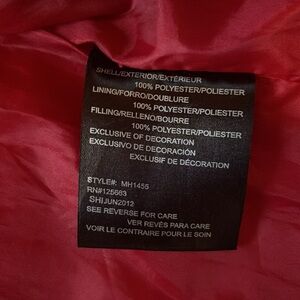 SHELL/EXTERIOR/EXTÉRIEUR
100% POLYESTER/POLIESTER
LINING/FORRO/DOUBLURE
100% POLYESTER/POLIESTER
FILLING/RELLENO/BOURRE
100% POLYESTER/POLIESTER
EXCLUSIVE OF DECORATION
EXCLUSIVO DE DECORACIÓN
EXCLUSIF DE DÉCORATION
STYLE#: MH1455
RN#125663
SHIJUN2012
SEE REVERSE FOR CARE
VER REVÉS PARA CARE
VOIR LE CONTRAIRE POUR LE SOIN